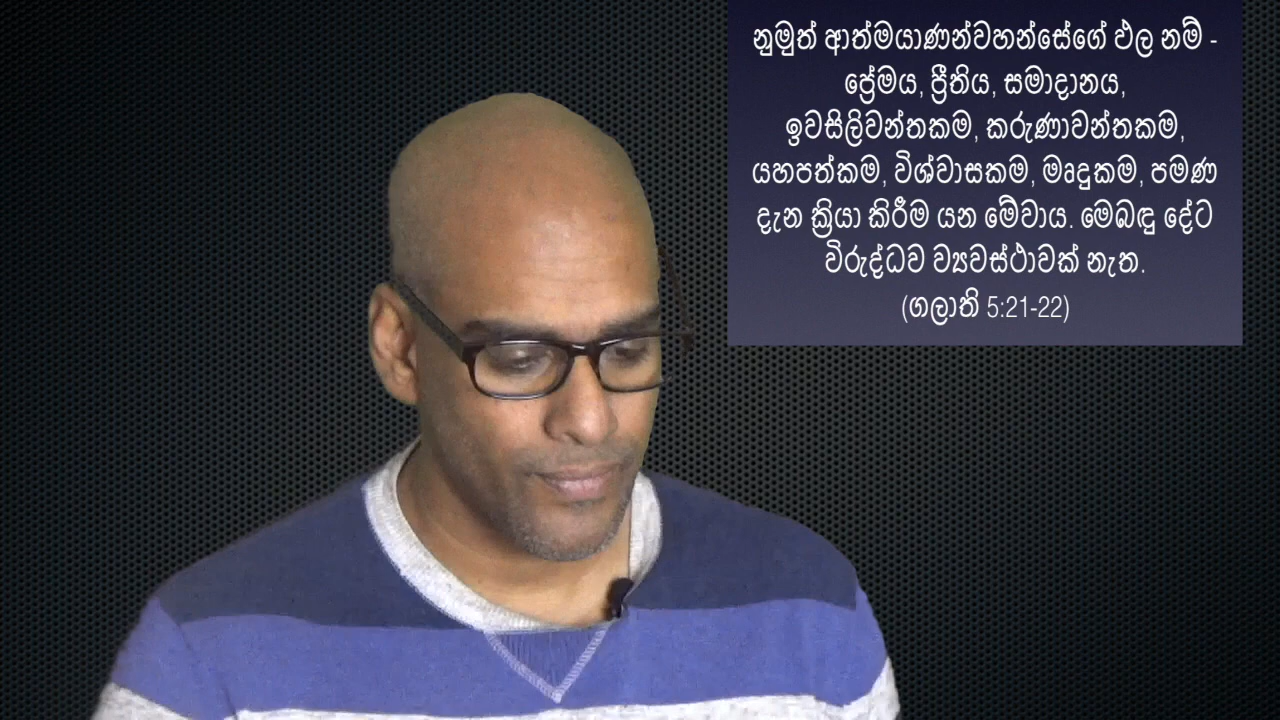 නුමුත් ආත්මයාණන්වහන්සේගේ ඵල නම් -
ප්‍රේමය, ප්‍රීතිය, සමාදානය,
ඉවසිලිවන්තකම, කරුණාවන්තකම,
යහපත්කම, විශ්වාසකම, මෘදුකම, පමණ
දැන ක්‍රියා කිරීම යන මේවාය. මෙබඳු දේට
විරුද්ධව ව්‍යවස්ථාවක් නැත.
(ගලාති 5:21-22)